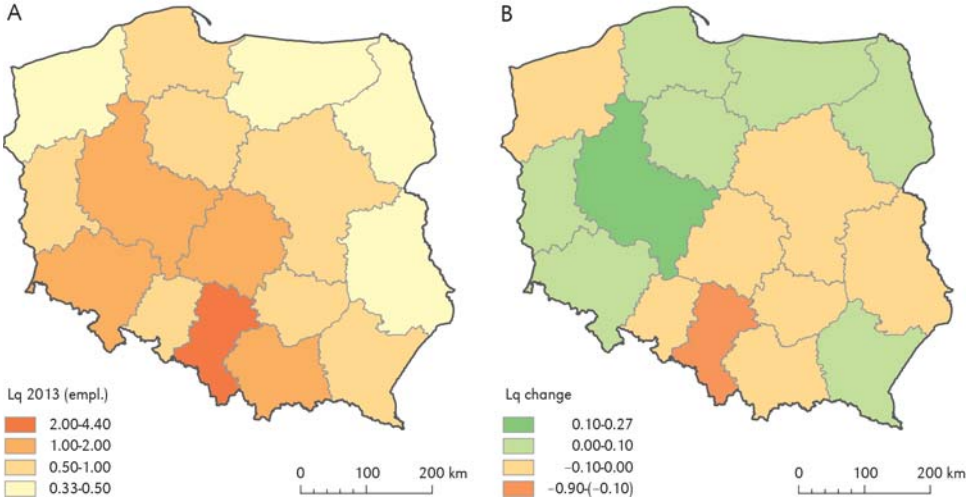 A
Lq 2013 (empl.)
2.00-4.40
1.00-2.00
0.50-1.00
0.33-0.50
0 100 200 km
B
Lq change
0.10-0.27
0.00-0.10
−0.10-0.00
−0.90-(−0.10)
0 100 200 km